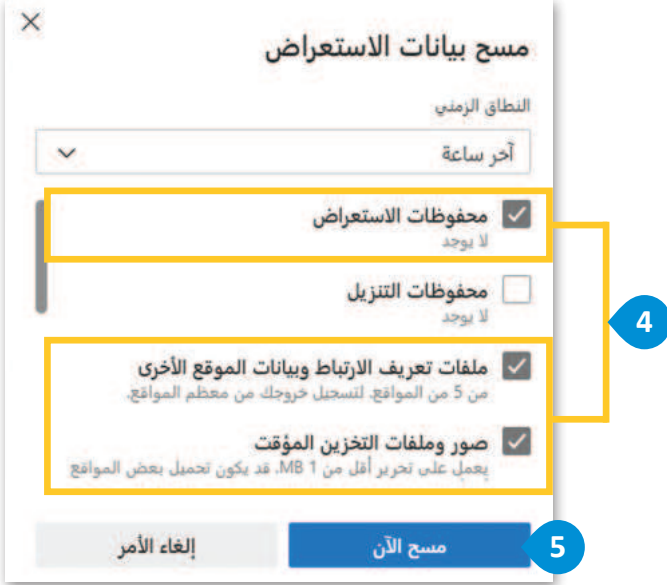 مسح بيانات الاستعراض
النطاق الزمني
آخر ساعة
محفوظات الاستعراض
لا يوجد
محفوظات التنزيل
لا يوجد
ملفات تعريف الارتباط وبيانات الموقع الأخرى
من 5 من المواقع. لتسجيل خروجك من معظم المواقع.
صور وملفات التخزين المؤقت
يعمل على تحرير أقل من 1 MB. قد يكون تحميل بعض المواقع
4
مسح الآن
إلغاء الأمر
5